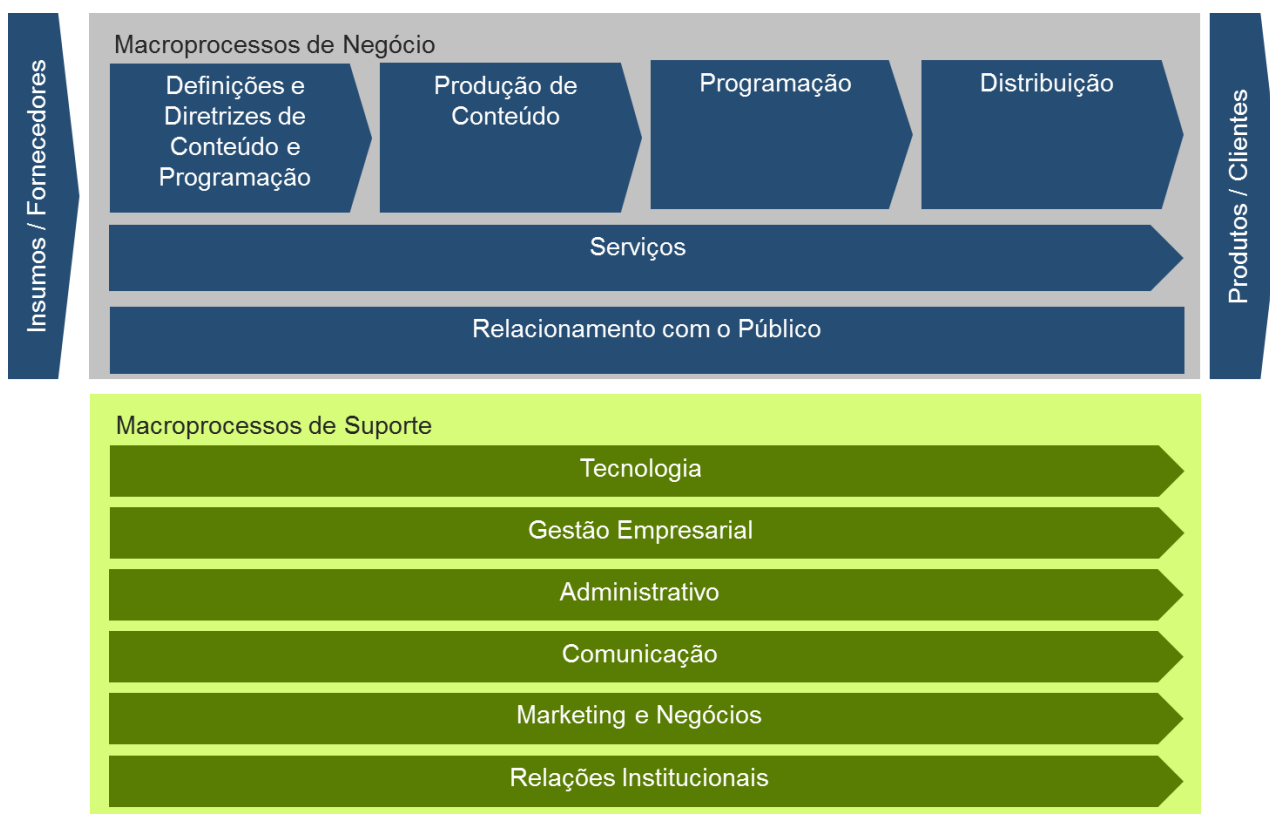 Insumos / Fornecedores
Macroprocessos de Negócio
Definições e
Diretrizes de
Conteúdo e
Programação
Produção de
Conteúdo
Programação
Distribuição
Serviços
Relacionamento com o Público
Produtos / Clientes
Macroprocessos de Suporte
Tecnologia
Gestão Empresarial
Administrativo
Comunicação
Marketing e Negócios
Relações Institucionais